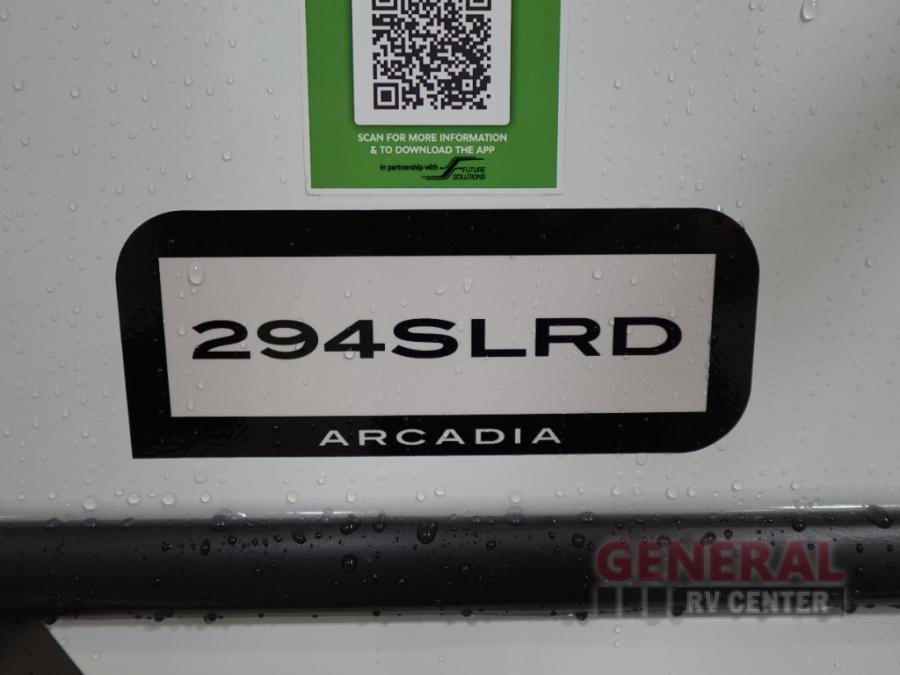 SCAN FOR MORE INFORMATION
& TO DOWNLOAD THE APP
in partnership with FUTURE
SOLUTIONS
294SLRD
ARCADIA
GENERAL
RV CENTER